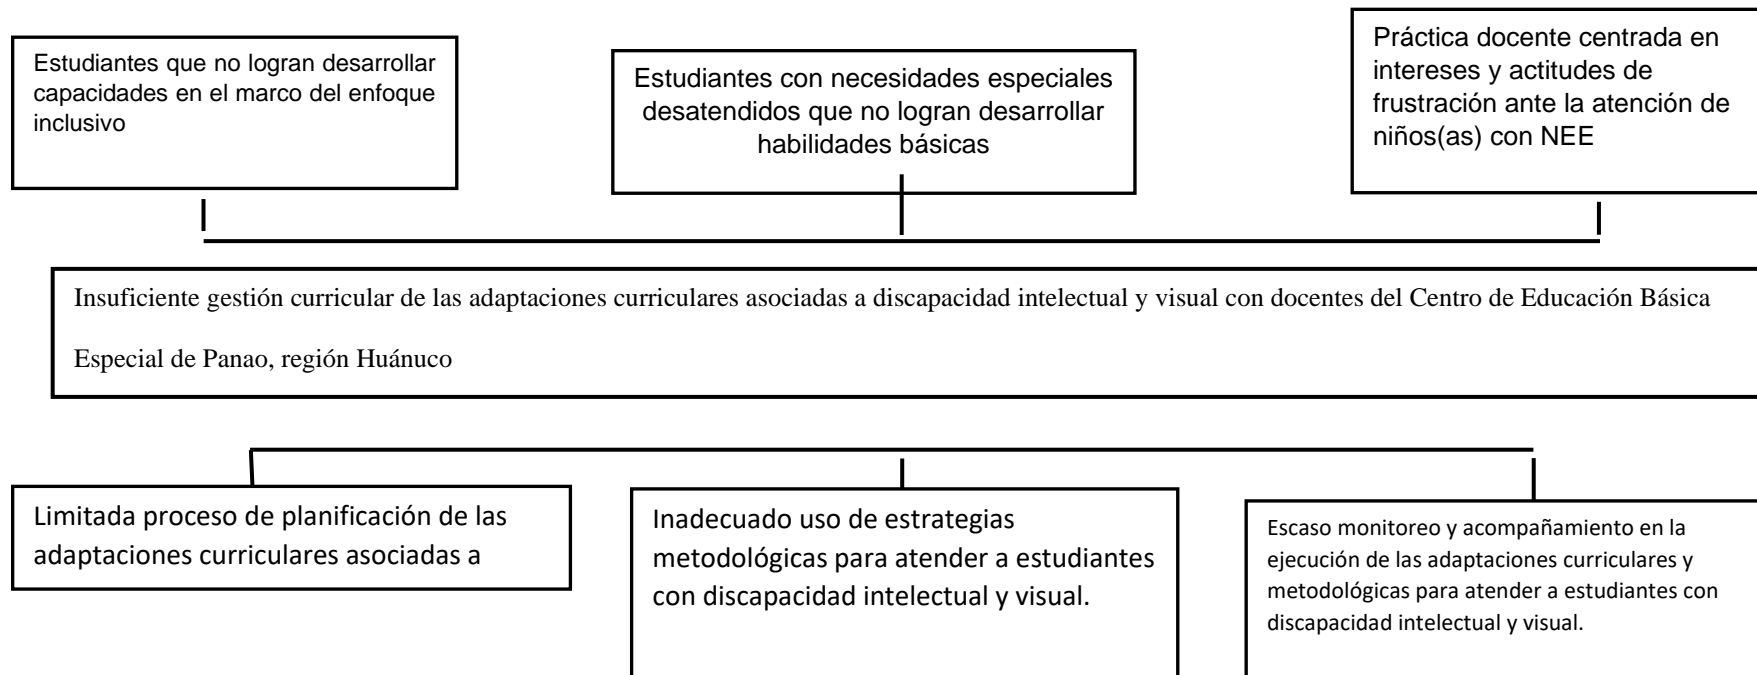 Estudiantes que no logran desarrollar
capacidades en el marco del enfoque
inclusivo
Estudiantes con necesidades especiales
desatendidos que no logran desarrollar
habilidades básicas
Práctica docente centrada en
intereses y actitudes de
frustración ante la atención de
niños(as) con NEE
Insuficiente gestión curricular de las adaptaciones curriculares asociadas a discapacidad intelectual y visual con docentes del Centro de Educación Básica
Especial de Panao, región Huánuco
Limitada proceso de planificación de las
adaptaciones curriculares asociadas a
Inadecuado uso de estrategias
metodológicas para atender a estudiantes
con discapacidad intelectual y visual.
Escaso monitoreo y acompañamiento en la
ejecución de las adaptaciones curriculares y
metodológicas para atender a estudiantes con
discapacidad intelectual y visual.